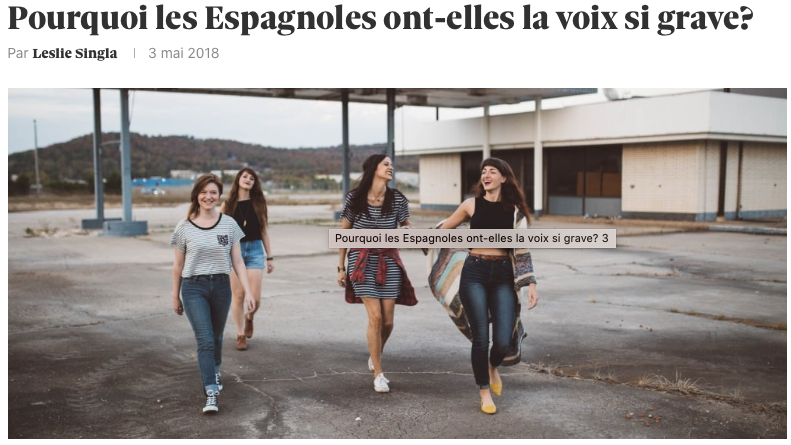 Pourquoi les Espagnoles ont-elles la voix si grave?
Par Leslie Singla | 3 mai 2018
Pourquoi les Espagnoles ont-elles la voix si grave? 3